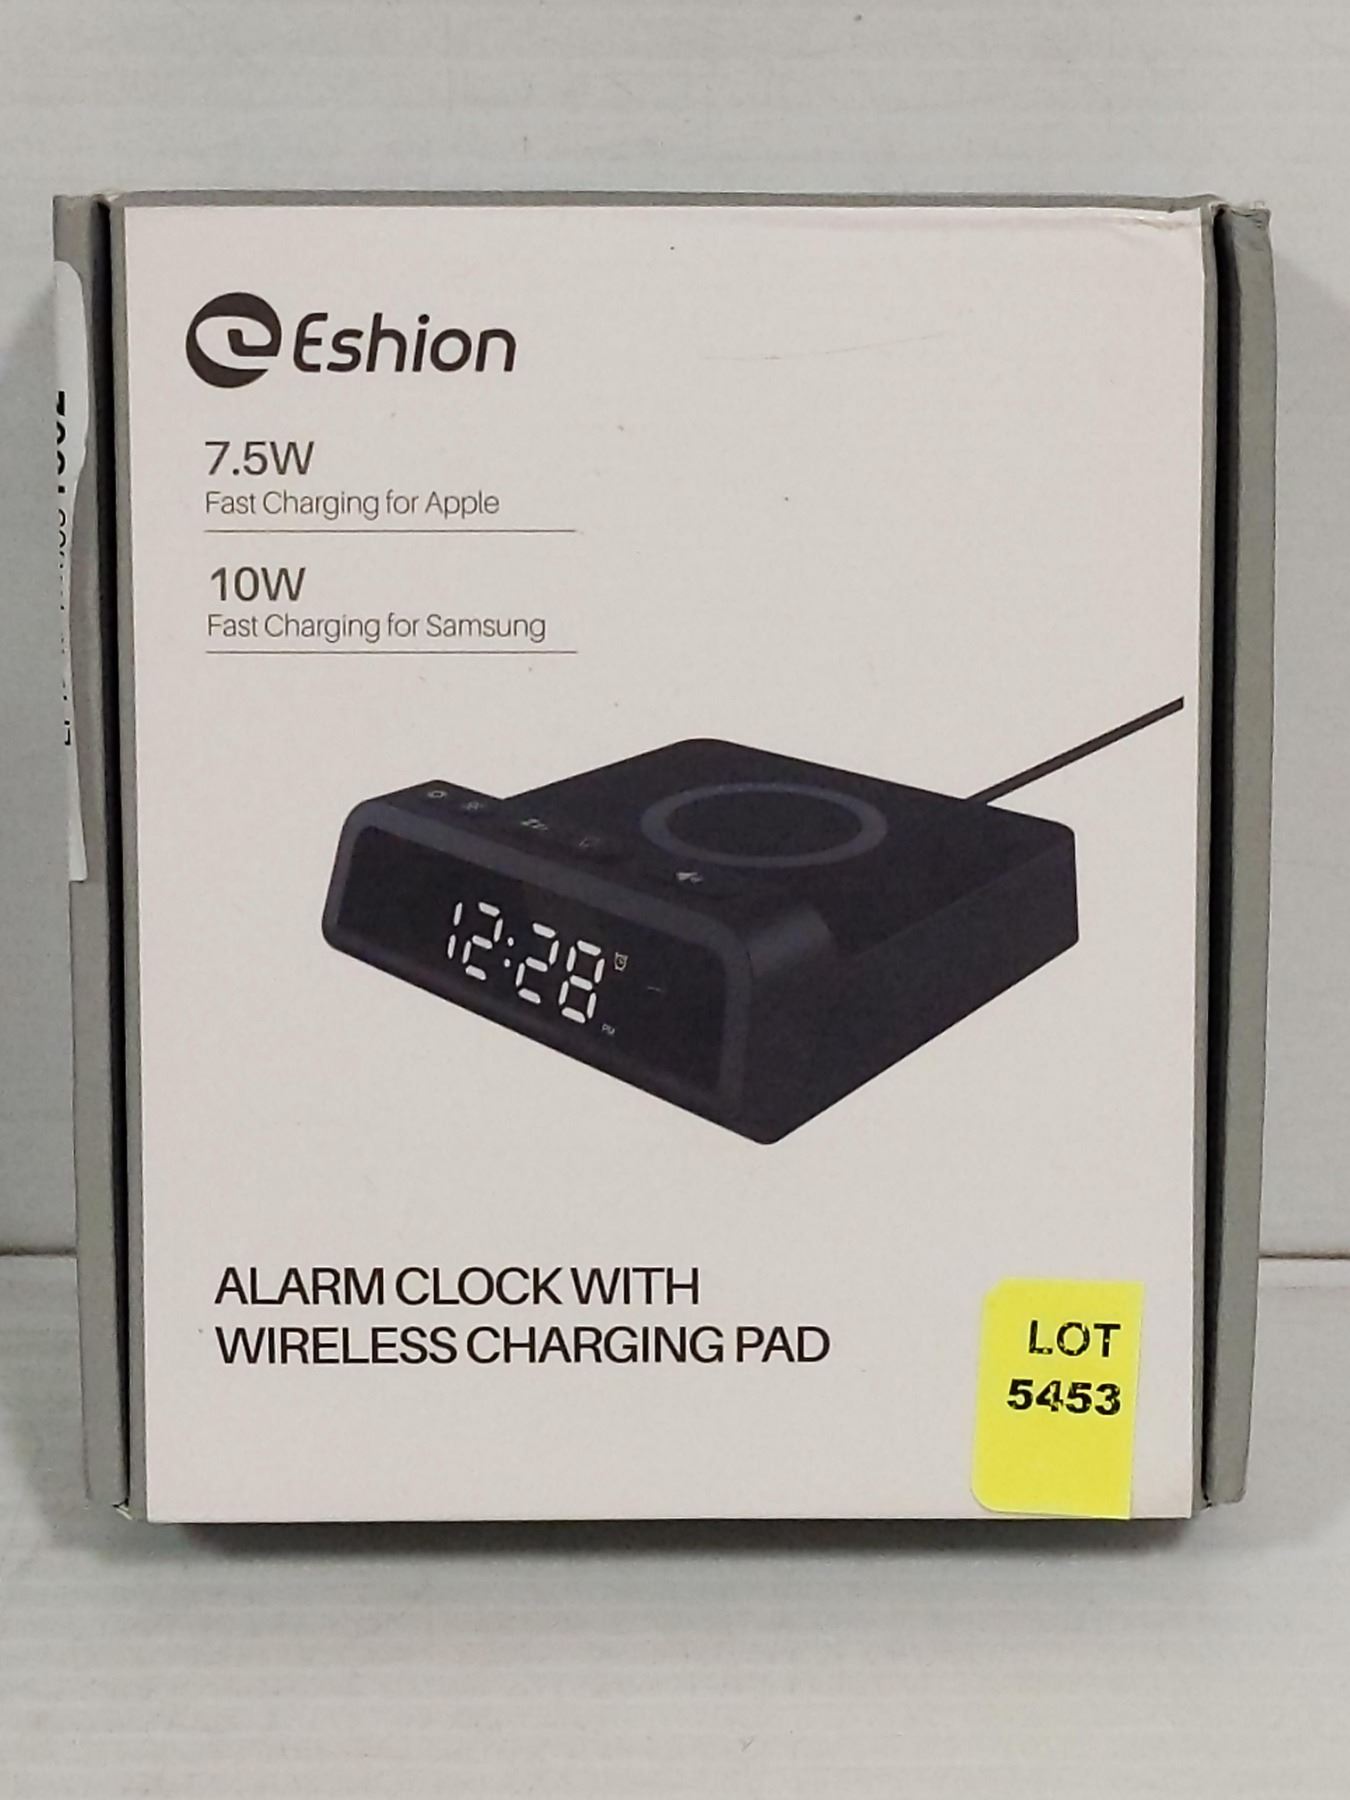 Eshion
7.5W
Fast Charging for Apple
10W
Fast Charging for Samsung
12:28
PM
ALARM CLOCK WITH
WIRELESS CHARGING PAD
LOT
5453